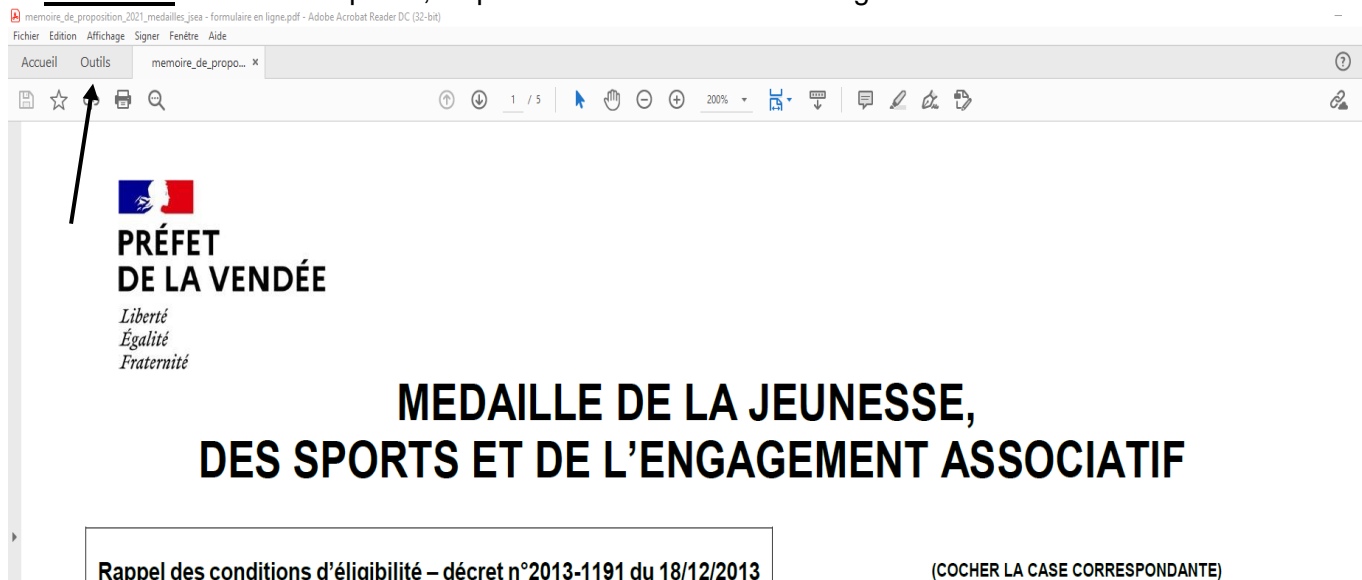 memoire_de_proposition_2021_medailles_jsea - formulaire en ligne.pdf - Adobe Acrobat Reader DC (32-bit)
Fichier Edition Affichage Signer Fenêtre Aide
Accueil Outils memoire_de_propo... ×
1 / 5 200%
PRÉFET
DE LA VENDÉE
Liberté
Égalité
Fraternité
MEDAILLE DE LA JEUNESSE,
DES SPORTS ET DE L’ENGAGEMENT ASSOCIATIF
Rappel des conditions d’éligibilité – décret n°2013-1191 du 18/12/2013
(COCHER LA CASE CORRESPONDANTE)